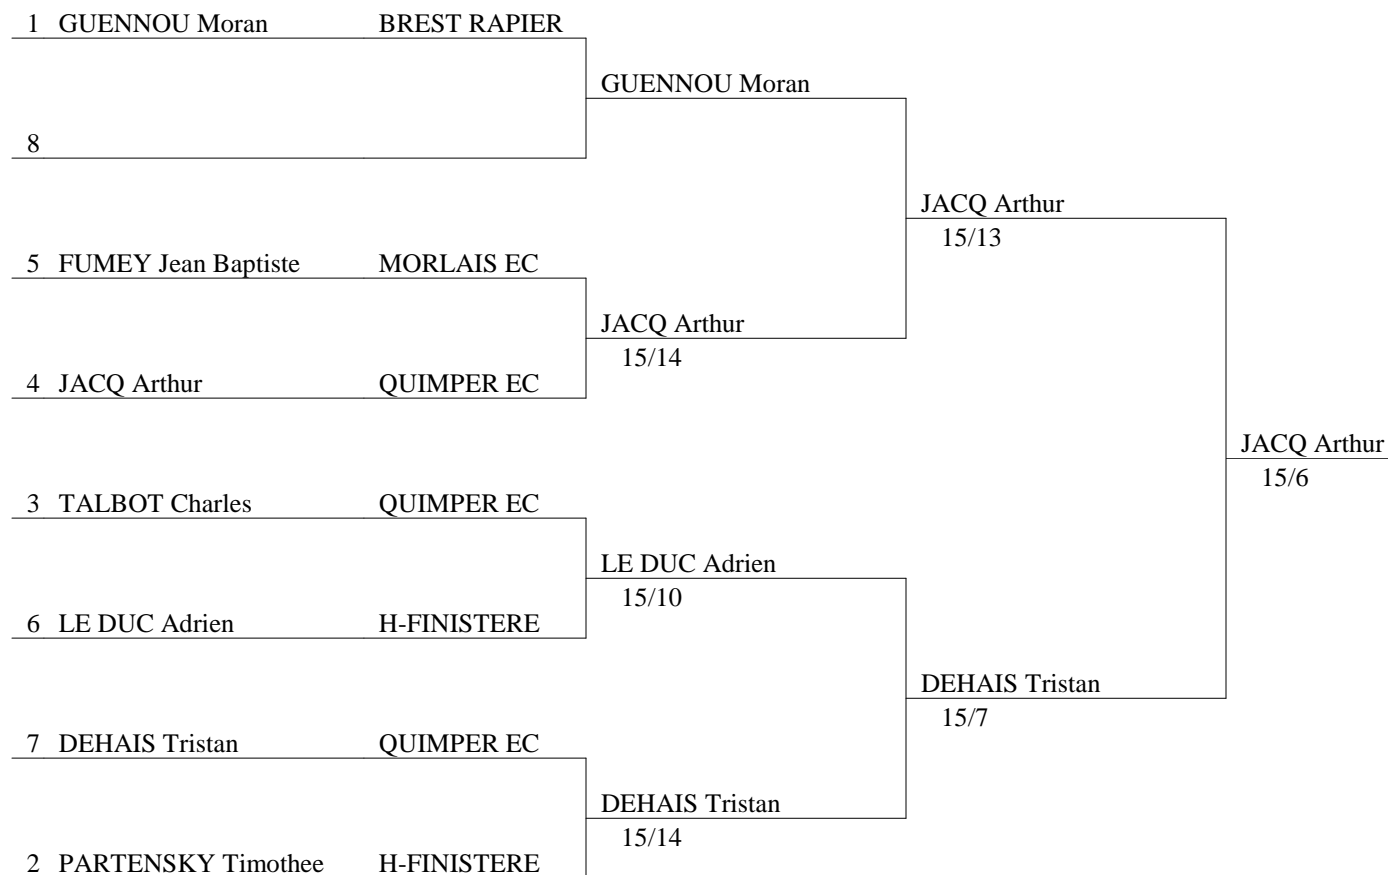 1 GUENNOU Moran BREST RAPIER
GUENNOU Moran
8
JACQ Arthur
15/13
5 FUMEY Jean Baptiste MORLAIS EC
JACQ Arthur
15/14
4 JACQ Arthur QUIMPER EC
JACQ Arthur
15/6
3 TALBOT Charles QUIMPER EC
LE DUC Adrien
15/10
6 LE DUC Adrien H-FINISTERE
DEHAIS Tristan
15/7
7 DEHAIS Tristan QUIMPER EC
DEHAIS Tristan
15/14
2 PARTENSKY Timothee H-FINISTERE